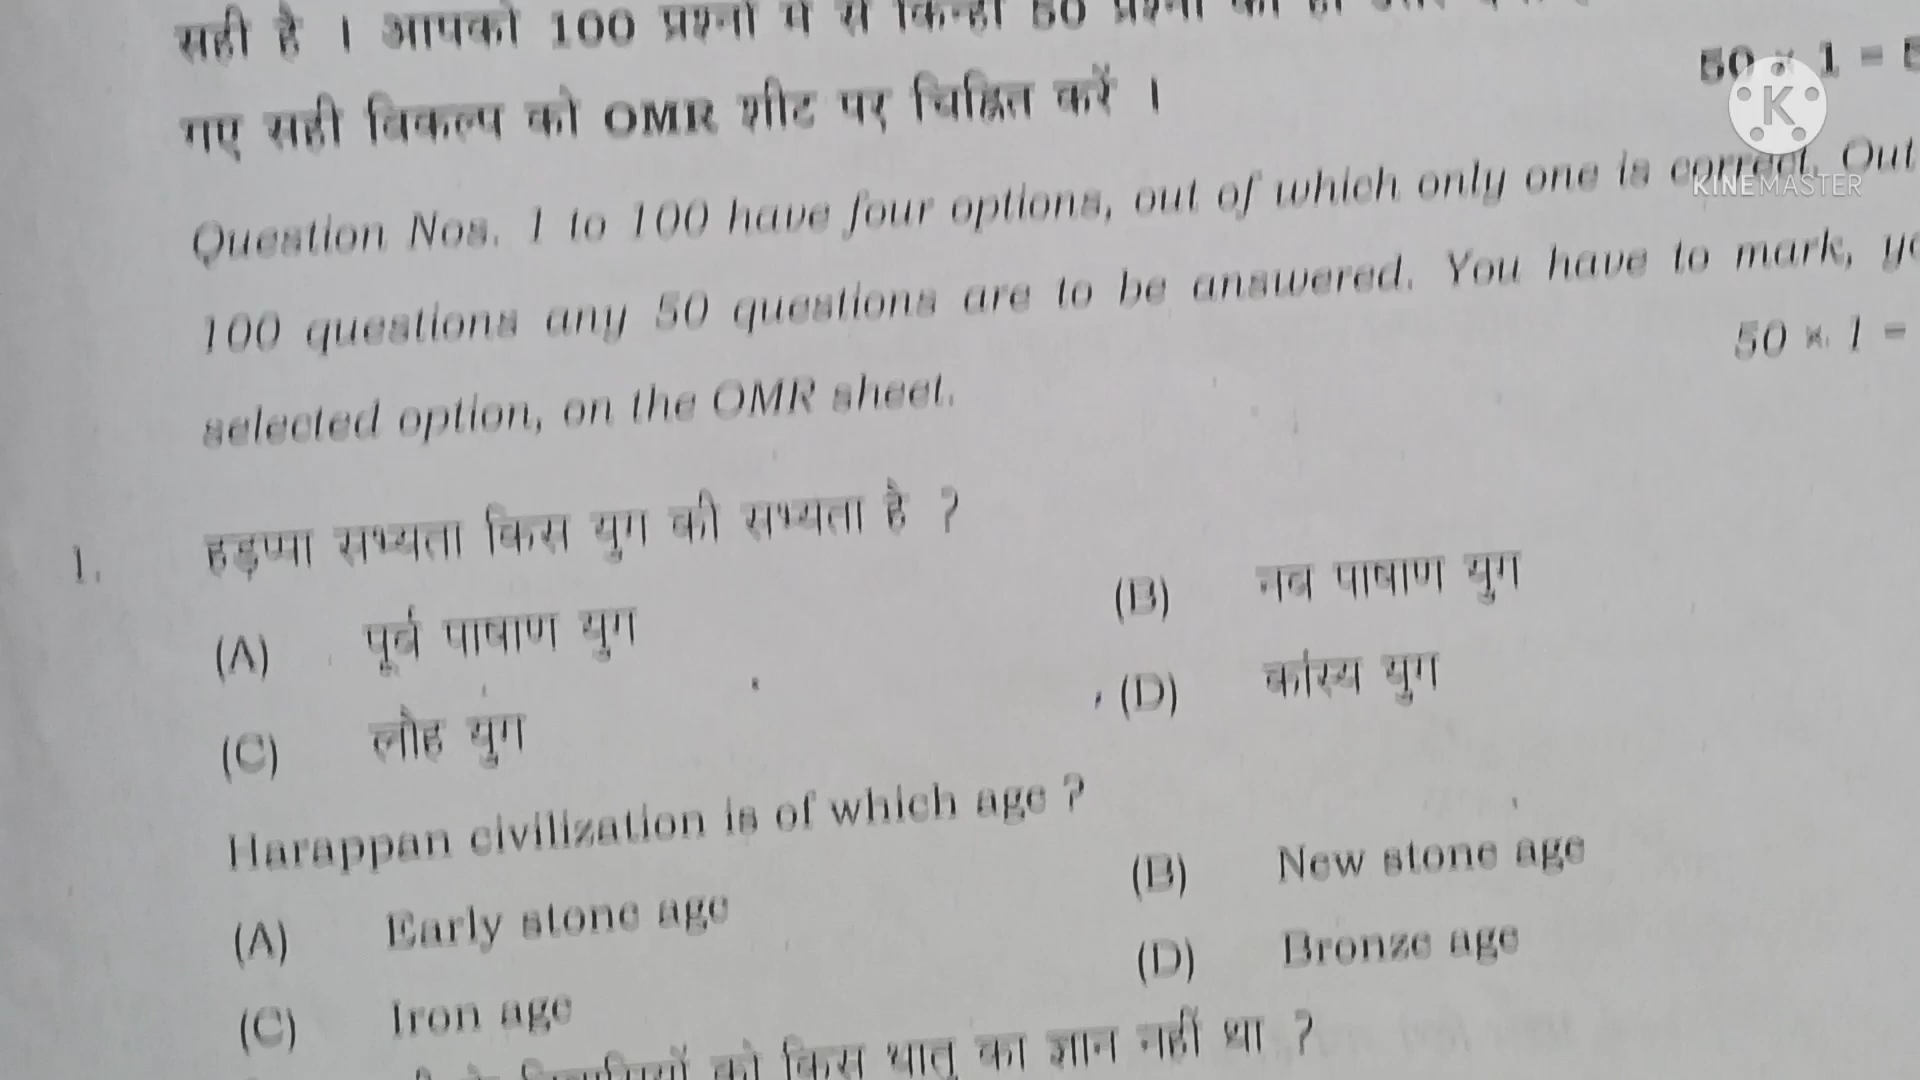 सही है । आपको 100 प्रश्नों में से किन्हीं 50 प्रश्नों का ही उत्तर
50 × 1 =
गए सही विकल्प को OMR शीट पर चिह्नित करें ।
KINEMASTER
Question Nos. 1 to 100 have four options, out of which only one is correct. Out
100 questions any 50 questions are to be answered. You have to mark,
selected option, on the OMR sheet.
50 × 1 =
1. हड़प्पा सभ्यता किस युग की सभ्यता है ?
(A) पूर्व पाषाण युग (B) नव पाषाण युग
(C) लौह युग (D) कांस्य युग
Harappan civilization is of which age ?
(A) Early stone age (B) New stone age
(C) Iron age (D) Bronze age
को किस धातु का ज्ञान नहीं था ?